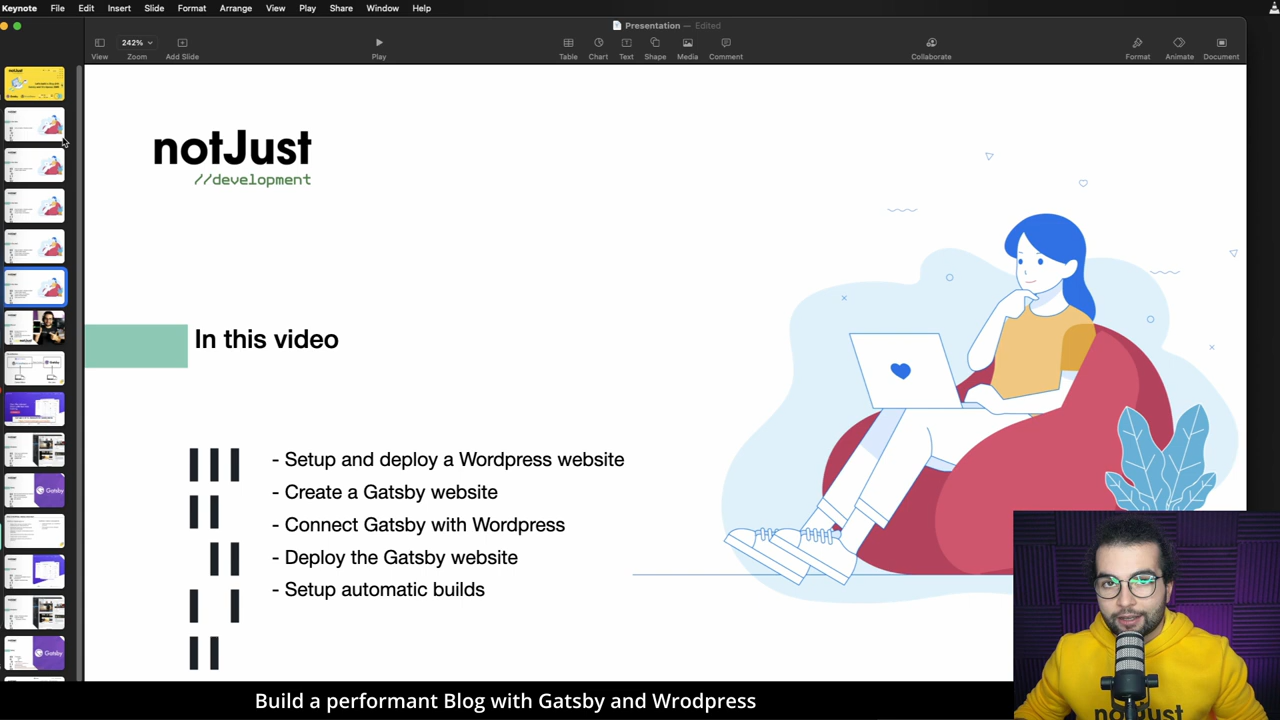 Keynote File Edit Insert Slide Format Arrange View Play Share Window Help
Presentation — Edited
242%
View Zoom Add Slide Play Table Chart Text Shape Media Comment Collaborate Format Animate Document
notJust
//development
In this video
- Setup and deploy a Wordpress website
- Create a Gatsby website
- Connect Gatsby with Wordpress
- Deploy the Gatsby website
- Setup automatic builds
Gatsby
Gatsby
notJust
Build a performant Blog with Gatsby and Wrodpress